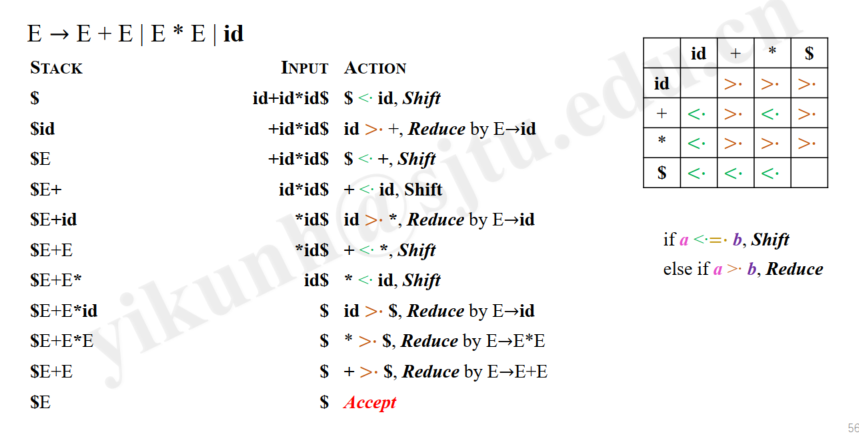 E → E + E | E * E | id
STACK INPUT ACTION
$ id+id*id$ $ <· id, Shift
$id +id*id$ id >· +, Reduce by E→id
$E +id*id$ $ <· +, Shift
$E+ id*id$ + <· id, Shift
$E+id *id$ id >· *, Reduce by E→id
$E+E *id$ + <· *, Shift
$E+E* id$ * <· id, Shift
$E+E*id $ id >· $, Reduce by E→id
$E+E*E $ * >· $, Reduce by E→E*E
$E+E $ + >· $, Reduce by E→E+E
$E $ Accept
id + * $
id >· >· >·
+ <· >· <· >·
* <· >· >· >·
$ <· <· <·
if a <·=· b, Shift
else if a >· b, Reduce
yikunh@sjtu.edu.cn
56